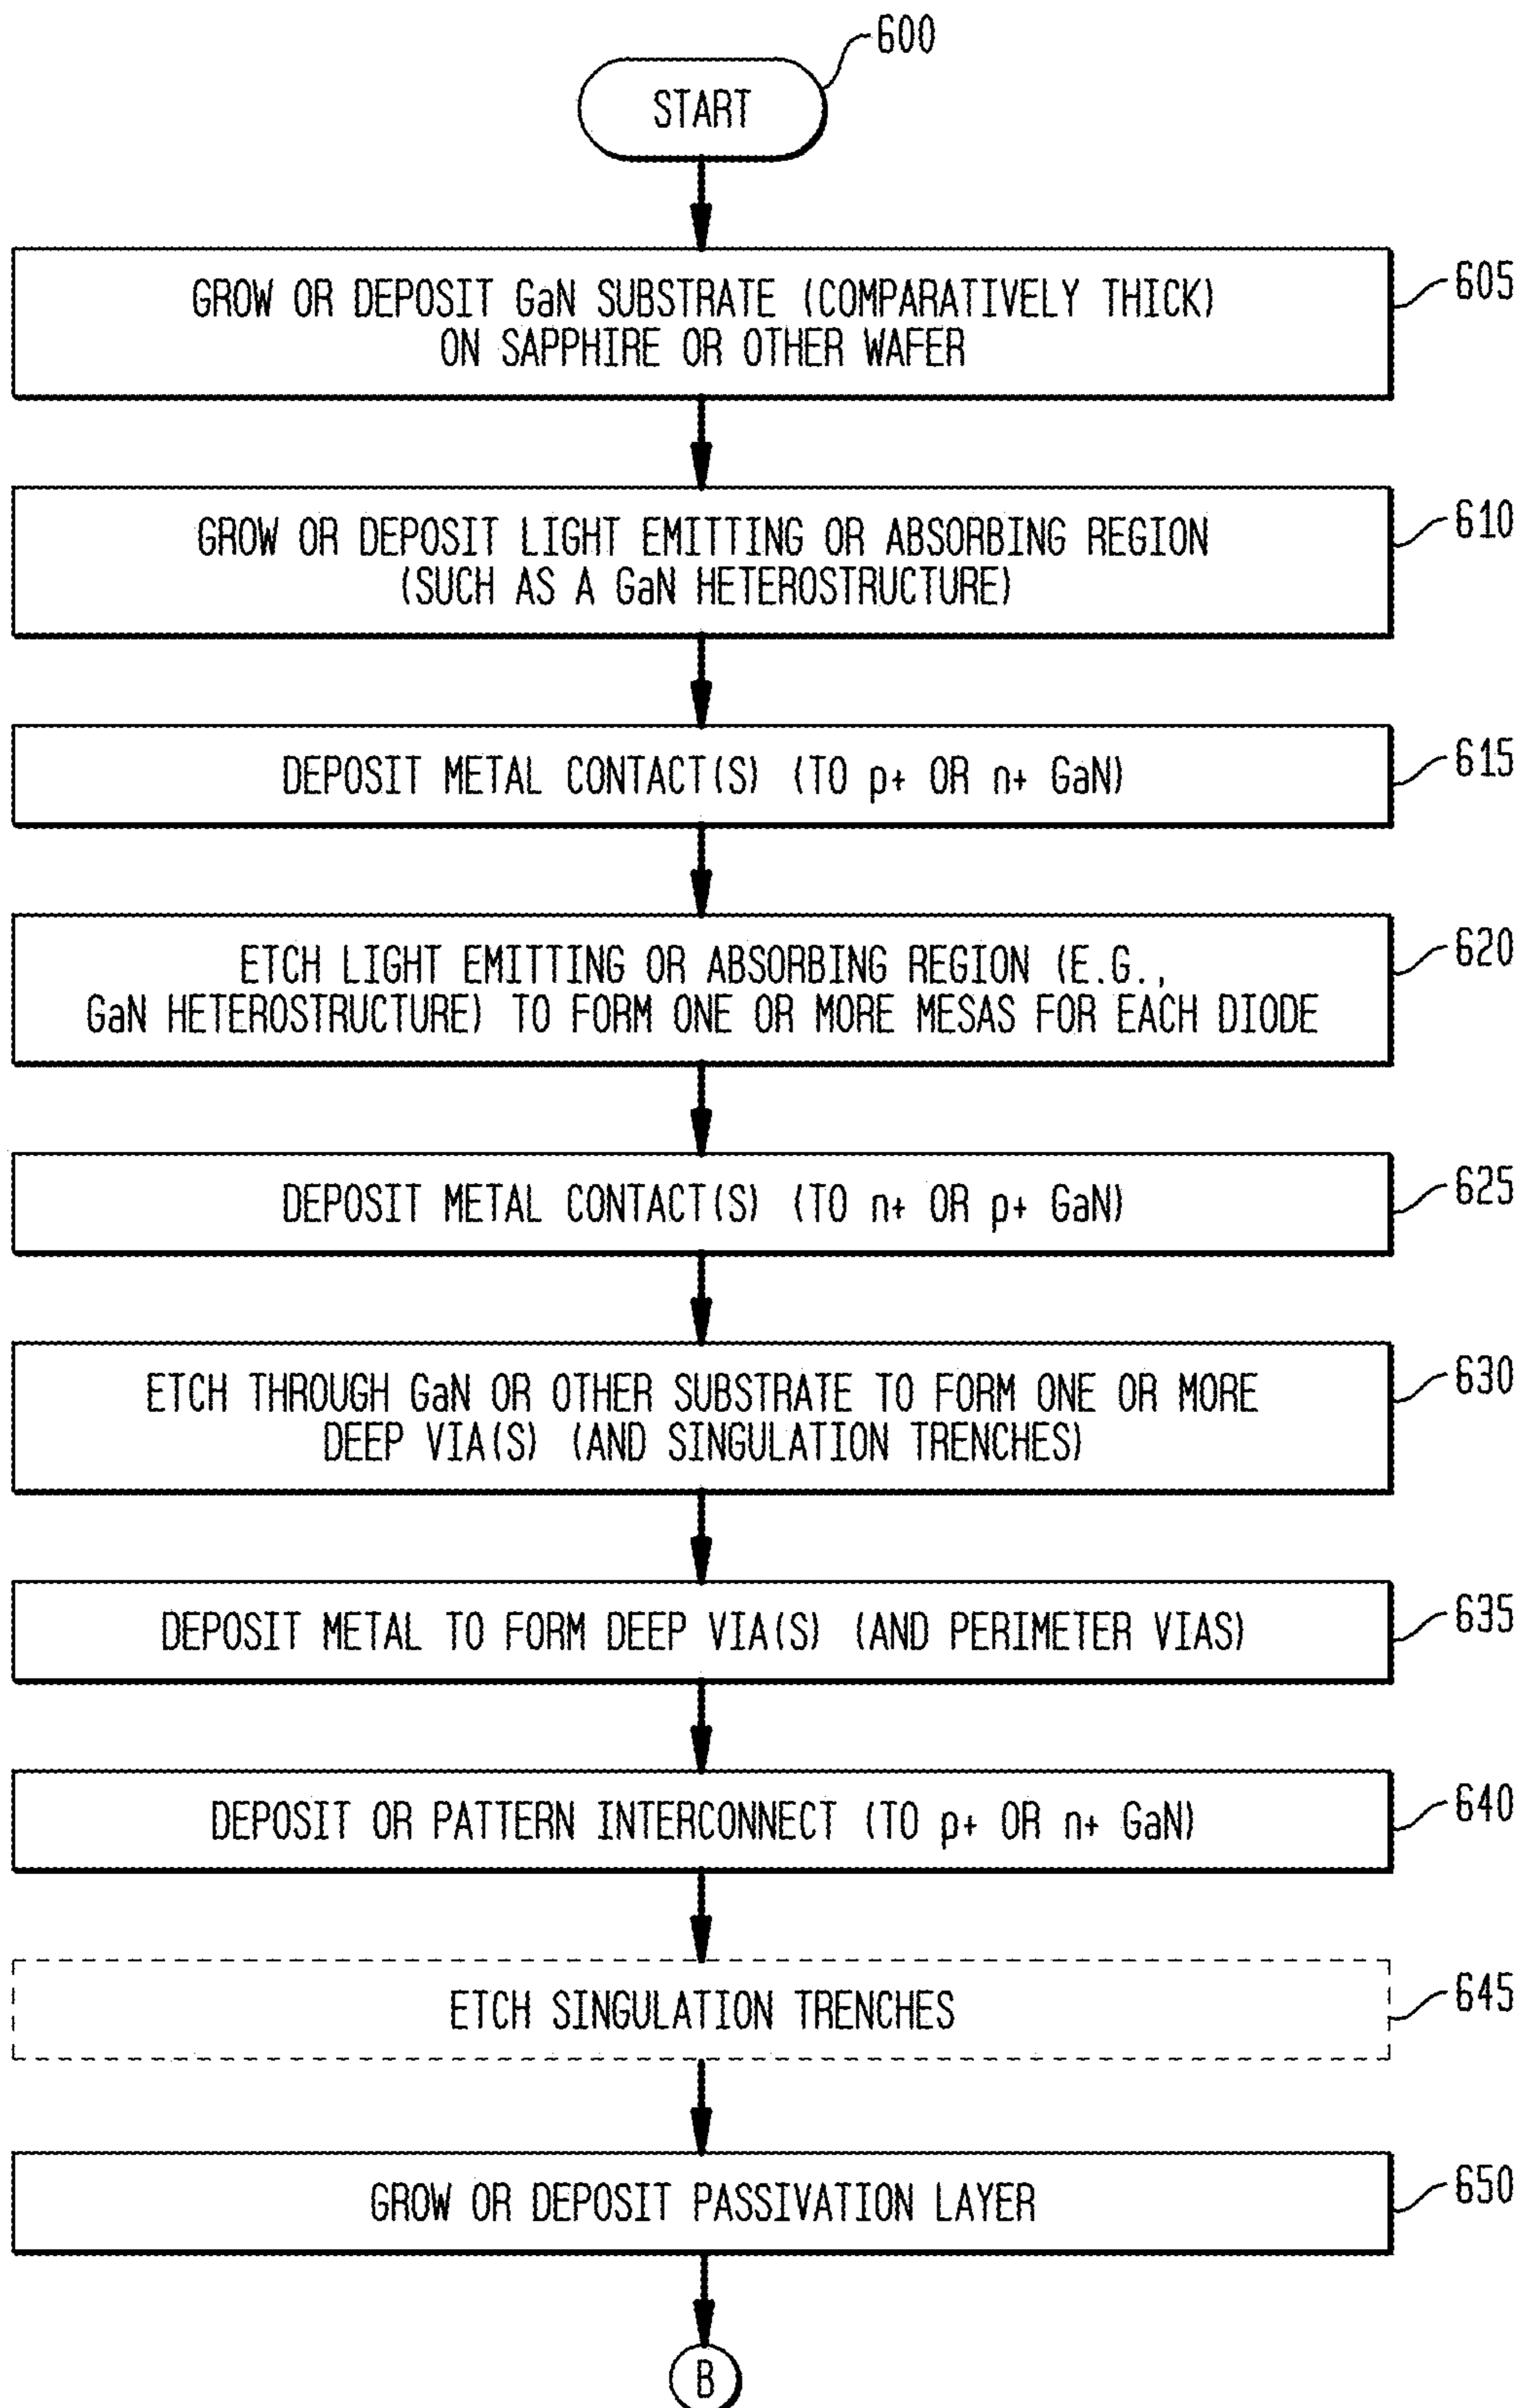 600
START
GROW OR DEPOSIT GaN SUBSTRATE (COMPARATIVELY THICK)
ON SAPPHIRE OR OTHER WAFER
605
GROW OR DEPOSIT LIGHT EMITTING OR ABSORBING REGION
(SUCH AS A GaN HETEROSTRUCTURE)
610
DEPOSIT METAL CONTACT(S) (TO p+ OR n+ GaN)
615
ETCH LIGHT EMITTING OR ABSORBING REGION (E.G.,
GaN HETEROSTRUCTURE) TO FORM ONE OR MORE MESAS FOR EACH DIODE
620
DEPOSIT METAL CONTACT(S) (TO n+ OR p+ GaN)
625
ETCH THROUGH GaN OR OTHER SUBSTRATE TO FORM ONE OR MORE
DEEP VIA(S) (AND SINGULATION TRENCHES)
630
DEPOSIT METAL TO FORM DEEP VIA(S) (AND PERIMETER VIAS)
635
DEPOSIT OR PATTERN INTERCONNECT (TO p+ OR n+ GaN)
640
ETCH SINGULATION TRENCHES
645
GROW OR DEPOSIT PASSIVATION LAYER
650
B